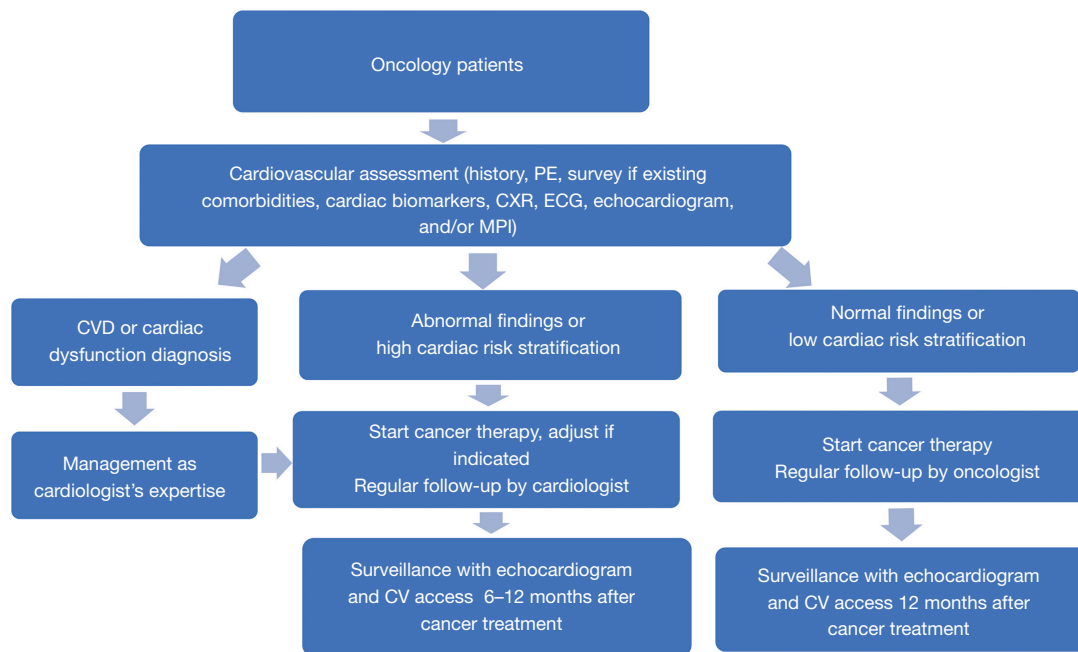 Oncology patients
Cardiovascular assessment (history, PE, survey if existing
comorbidities, cardiac biomarkers, CXR, ECG, echocardiogram,
and/or MPI)
CVD or cardiac
dysfunction diagnosis
Abnormal findings or
high cardiac risk stratification
Normal findings or
low cardiac risk stratification
Management as
cardiologist's expertise
Start cancer therapy, adjust if
indicated
Regular follow-up by cardiologist
Start cancer therapy
Regular follow-up by oncologist
Surveillance with echocardiogram
and CV access 6–12 months after
cancer treatment
Surveillance with echocardiogram
and CV access 12 months after
cancer treatment